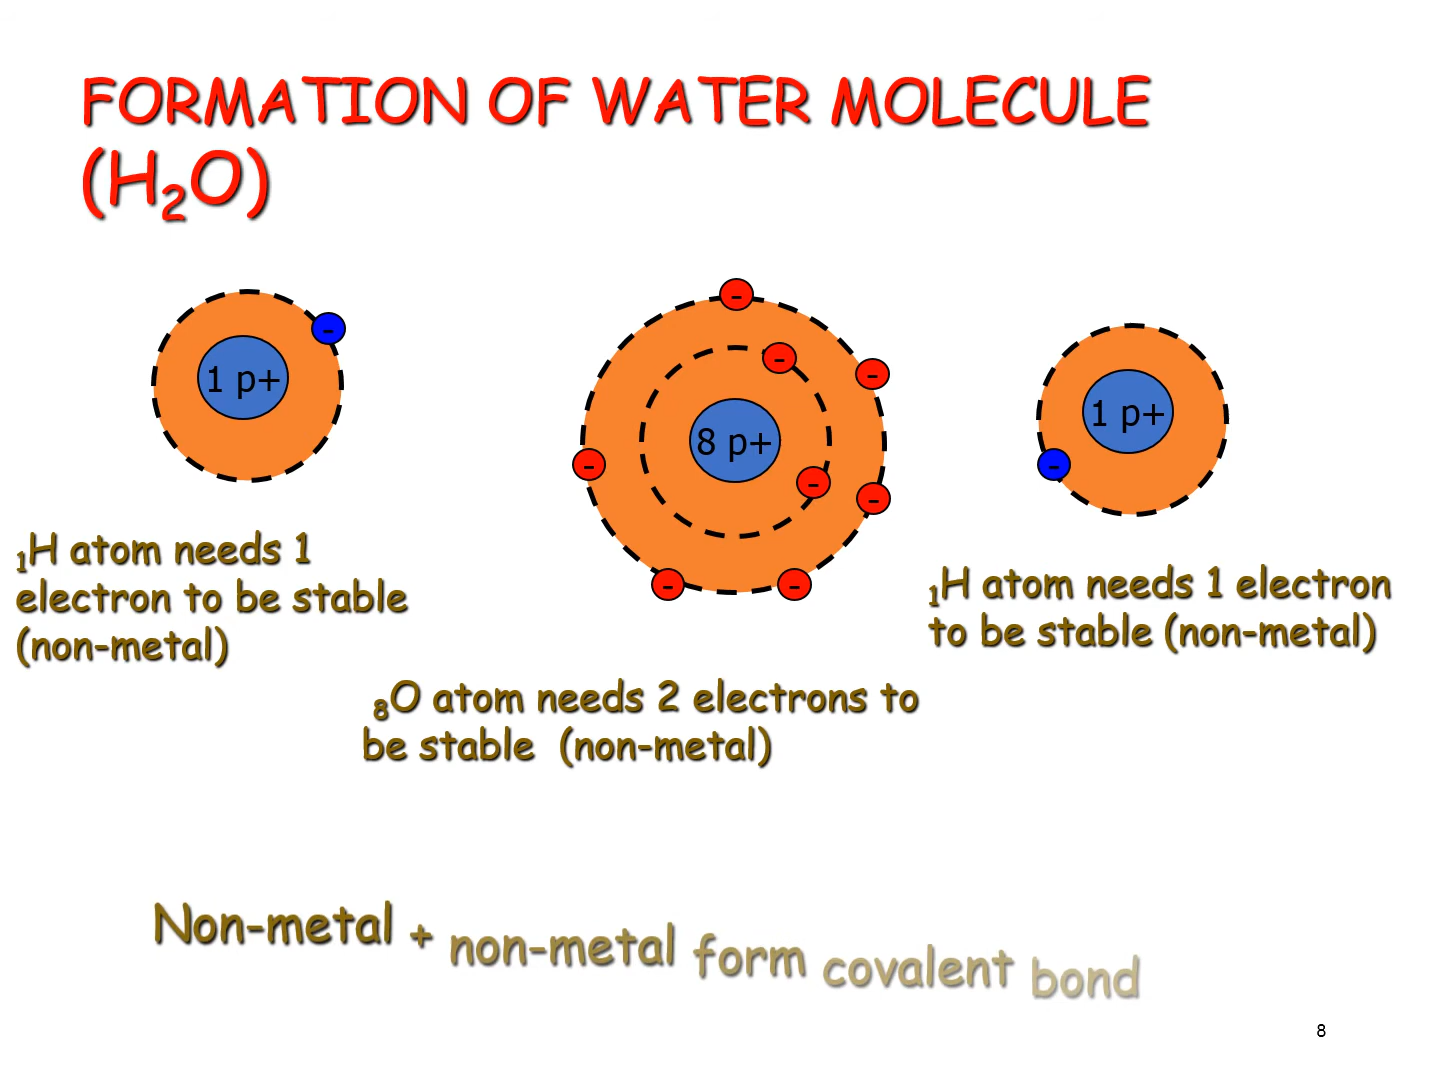 FORMATION OF WATER MOLECULE
(H₂O)
-
-
1 p+
-
-
1 p+
8 p+
-
-
-
-
-
-
₁H atom needs 1
electron to be stable
(non-metal)
₁H atom needs 1 electron
to be stable (non-metal)
₈O atom needs 2 electrons to
be stable (non-metal)
Non-metal + non-metal form covalent bond
8